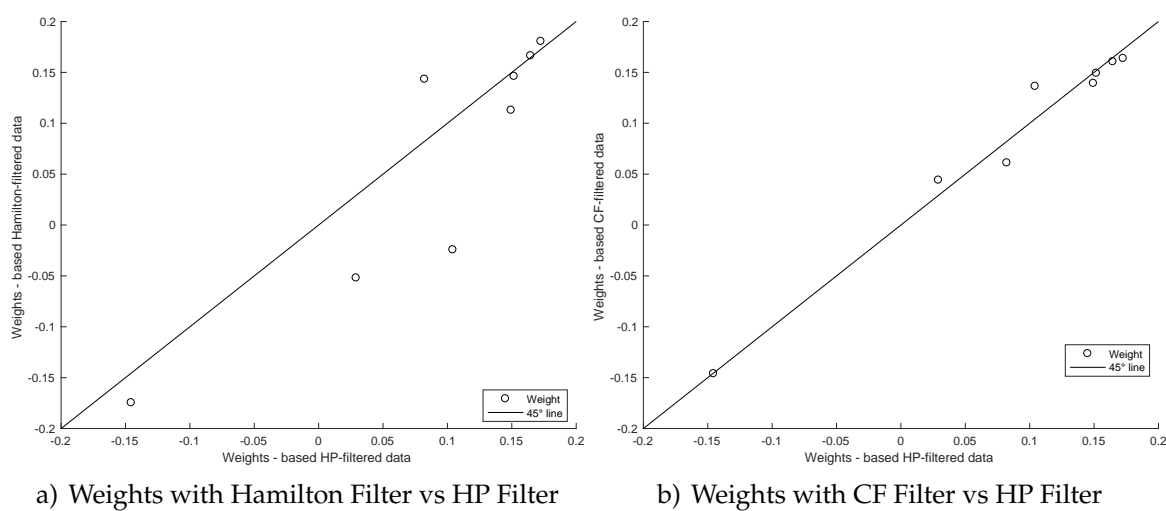 0.2
0.15
0.1
0.05
0
-0.05
-0.1
-0.15
-0.2
Weights - based Hamilton-filtered data
-0.2 -0.15 -0.1 -0.05 0 0.05 0.1 0.15 0.2
Weights - based HP-filtered data
Weight
45° line
a) Weights with Hamilton Filter vs HP Filter
0.2
0.15
0.1
0.05
0
-0.05
-0.1
-0.15
-0.2
Weights - based CF-filtered data
-0.2 -0.15 -0.1 -0.05 0 0.05 0.1 0.15 0.2
Weights - based HP-filtered data
Weight
45° line
b) Weights with CF Filter vs HP Filter